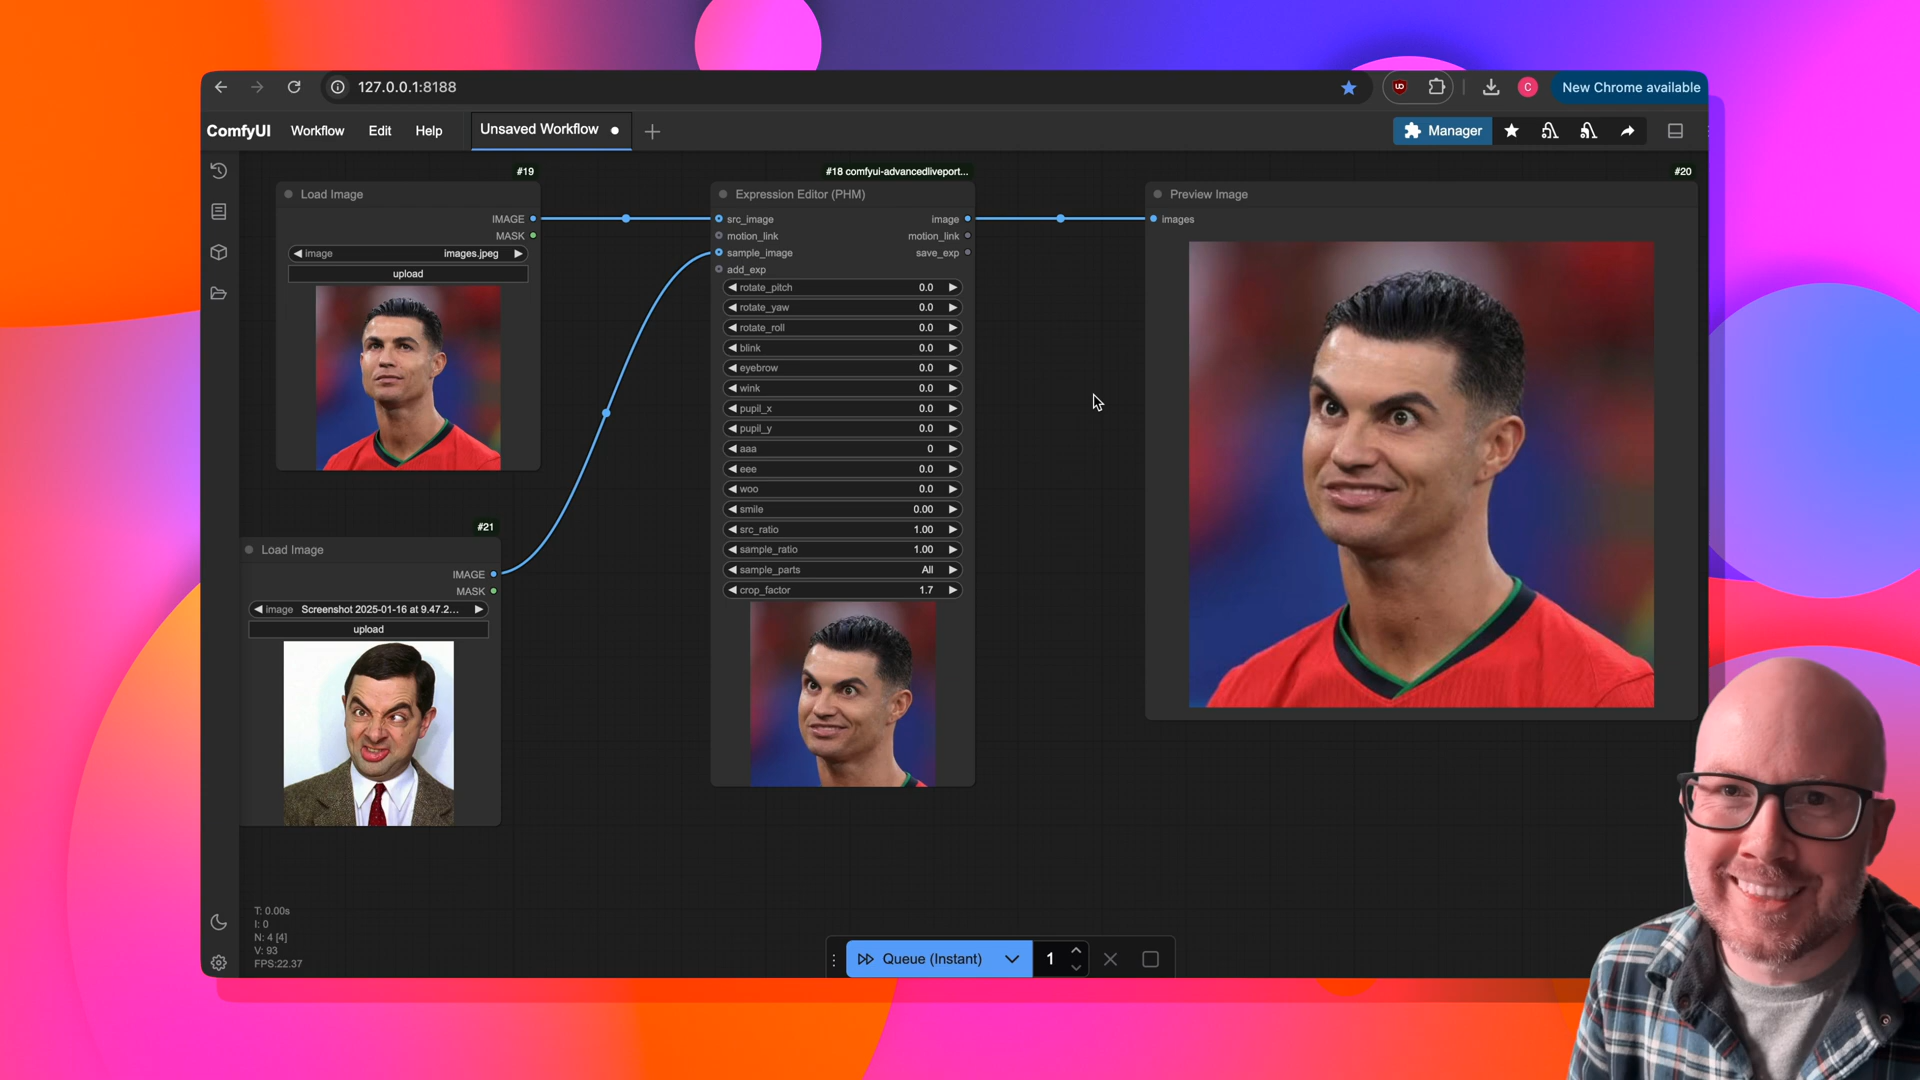 127.0.0.1:8188
New Chrome available
ComfyUI Workflow Edit Help
Unsaved Workflow
Manager
#19
Load Image
IMAGE
MASK
image images.jpeg
upload
#21
Load Image
IMAGE
MASK
image Screenshot 2025-01-16 at 9.47.2...
upload
#18 comfyui-advancedliveport...
Expression Editor (PHM)
src_image image
motion_link motion_link
sample_image save_exp
add_exp
rotate_pitch 0.0
rotate_yaw 0.0
rotate_roll 0.0
blink 0.0
eyebrow 0.0
wink 0.0
pupil_x 0.0
pupil_y 0.0
aaa 0
eee 0.0
woo 0.0
smile 0.00
src_ratio 1.00
sample_ratio 1.00
sample_parts All
crop_factor 1.7
#20
Preview Image
images
T: 0.00s
I: 0
N: 4 [4]
V: 93
FPS:22.37
Queue (Instant) 1
C